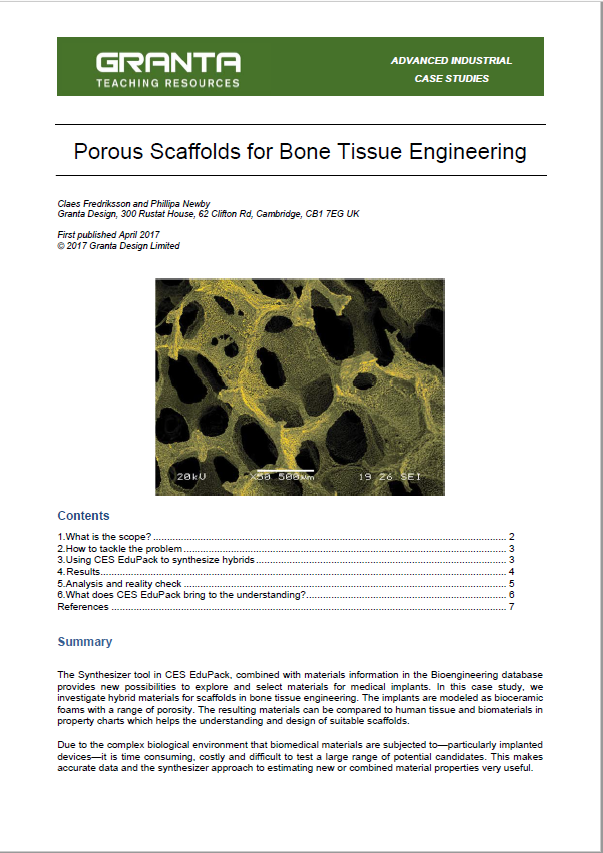 GRANTA
TEACHING RESOURCES
ADVANCED INDUSTRIAL
CASE STUDIES
Porous Scaffolds for Bone Tissue Engineering
Claes Fredriksson and Phillipa Newby
Granta Design, 300 Rustat House, 62 Clifton Rd, Cambridge, CB1 7EG UK
First published April 2017
© 2017 Granta Design Limited
20kU X50 500µm 19 26 SEI
Contents
1.What is the scope? ........ 2
2.How to tackle the problem ........ 3
3.Using CES EduPack to synthesize hybrids ........ 3
4.Results ........ 4
5.Analysis and reality check ........ 5
6.What does CES EduPack bring to the understanding? ........ 6
References ........ 7
Summary
The Synthesizer tool in CES EduPack, combined with materials information in the Bioengineering database
provides new possibilities to explore and select materials for medical implants. In this case study, we
investigate hybrid materials for scaffolds in bone tissue engineering. The implants are modeled as bioceramic
foams with a range of porosity. The resulting materials can be compared to human tissue and biomaterials in
property charts which helps the understanding and design of suitable scaffolds.
Due to the complex biological environment that biomedical materials are subjected to—particularly implanted
devices—it is time consuming, costly and difficult to test a large range of potential candidates. This makes
accurate data and the synthesizer approach to estimating new or combined material properties very useful.